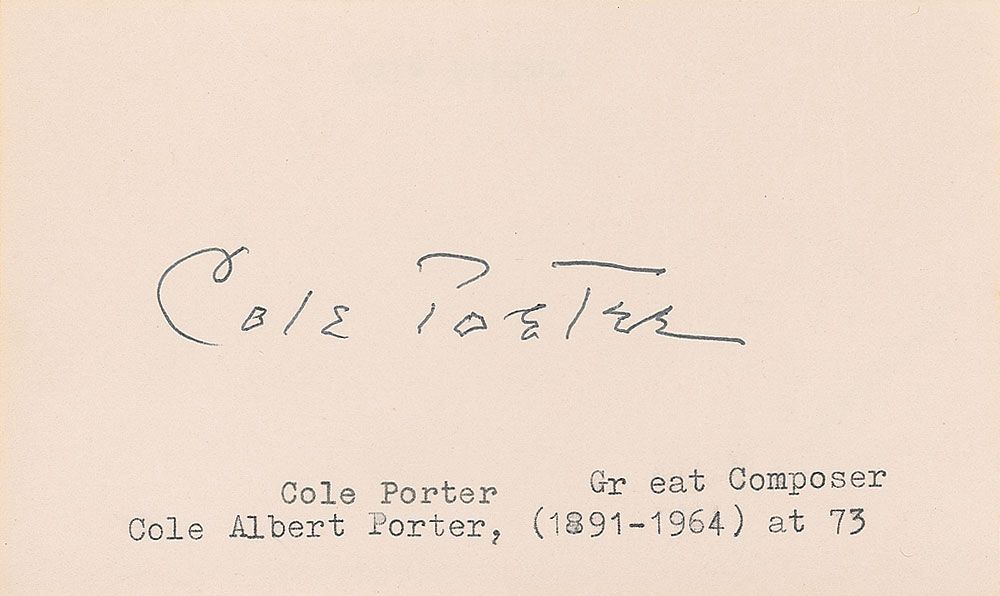 Cole Porter
Cole Porter Gr eat Composer
Cole Albert Porter, (1891-1964) at 73